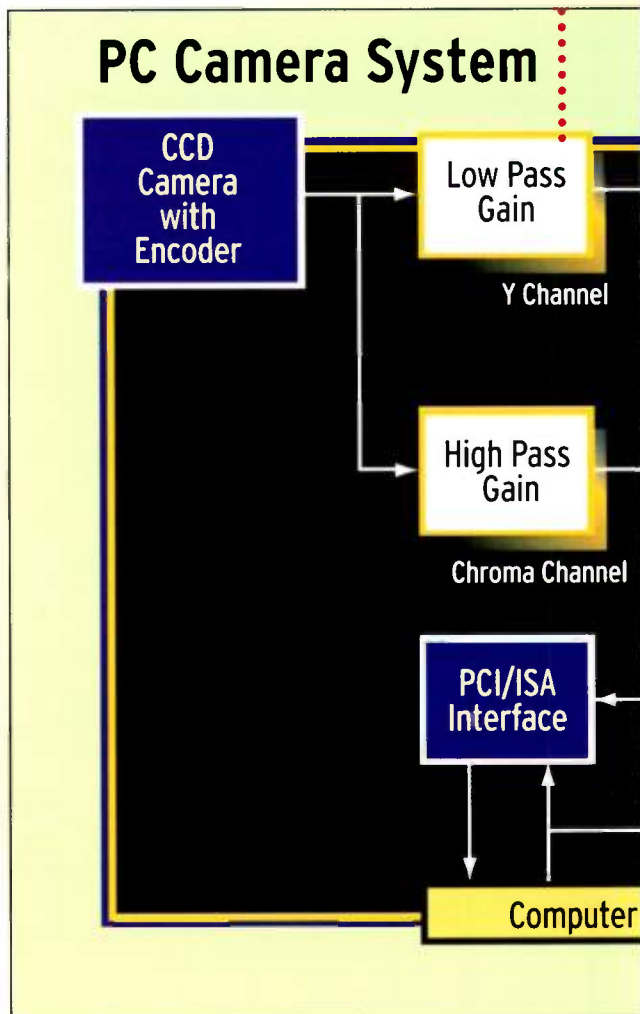 PC Camera System
CCD
Camera
with
Encoder
Low Pass
Gain
Y Channel
High Pass
Gain
Chroma Channel
PCI/ISA
Interface
Computer